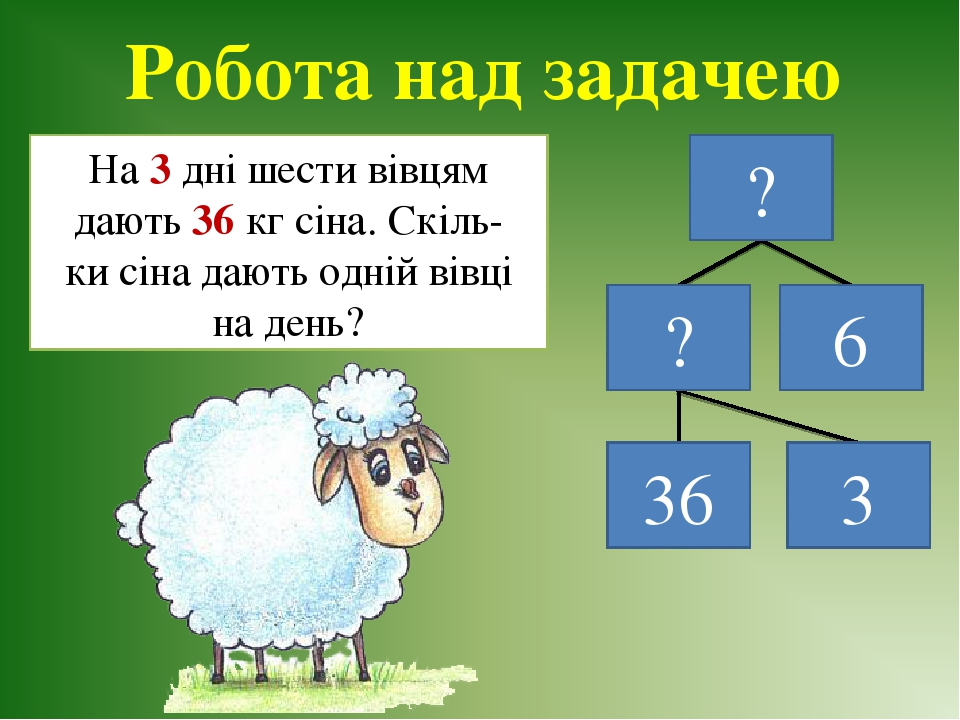 Робота над задачею
На 3 дні шести вівцям
дають 36 кг сіна. Скіль-
ки сіна дають одній вівці
на день?
?
? 6
36 3